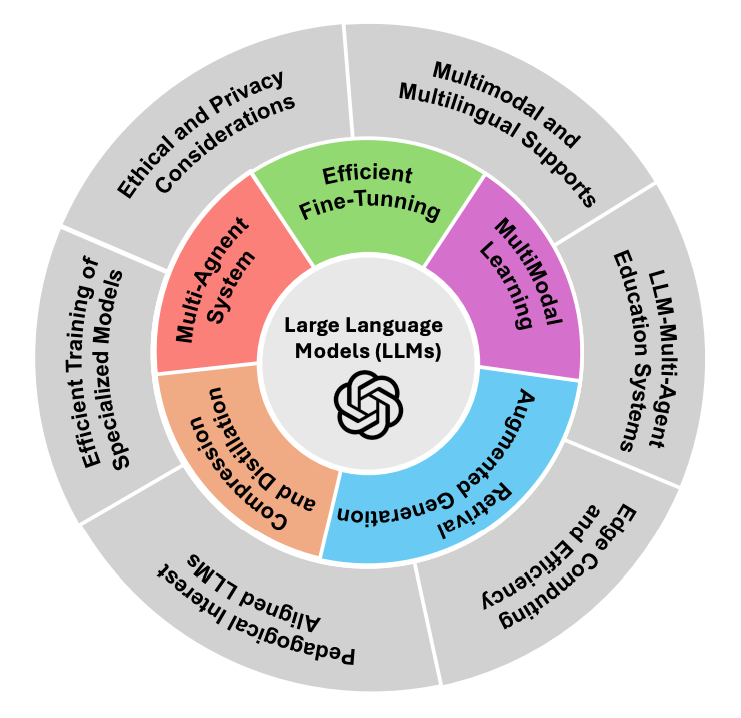 Large Language
Models (LLMs)
Efficient
Fine-Tunning
MultiModal
Learning
Retrival
Augmented Generation
Compression
and Distillation
Multi-Agnent
System
Multimodal and
Multilingual Supports
LLM-Multi-Agent
Education Systems
Edge Computing
and Efficiency
Pedagogical Interest
Aligned LLMs
Efficient Training of
Specialized Models
Ethical and Privacy
Considerations